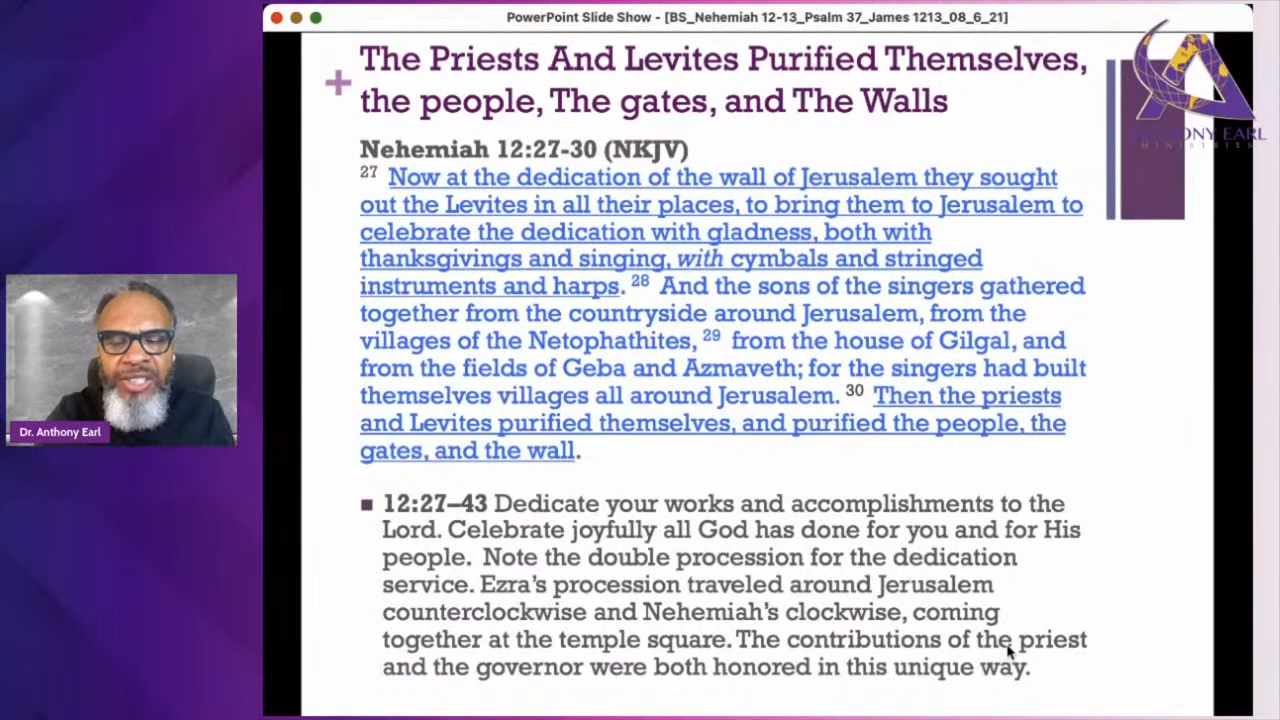 PowerPoint Slide Show - [BS_Nehemiah 12-13_Psalm 37_James 1213_08_6_21]
The Priests And Levites Purified Themselves,
+ the people, The gates, and The Walls
Nehemiah 12:27-30 (NKJV)
27 Now at the dedication of the wall of Jerusalem they sought
out the Levites in all their places, to bring them to Jerusalem to
celebrate the dedication with gladness, both with
thanksgivings and singing, with cymbals and stringed
instruments and harps. 28 And the sons of the singers gathered
together from the countryside around Jerusalem, from the
villages of the Netophathites, 29 from the house of Gilgal, and
from the fields of Geba and Azmaveth; for the singers had built
themselves villages all around Jerusalem. 30 Then the priests
and Levites purified themselves, and purified the people, the
gates, and the wall.
■ 12:27–43 Dedicate your works and accomplishments to the
Lord. Celebrate joyfully all God has done for you and for His
people. Note the double procession for the dedication
service. Ezra's procession traveled around Jerusalem
counterclockwise and Nehemiah's clockwise, coming
together at the temple square. The contributions of the priest
and the governor were both honored in this unique way.
EARL
MINISTRIES
Dr. Anthony Earl